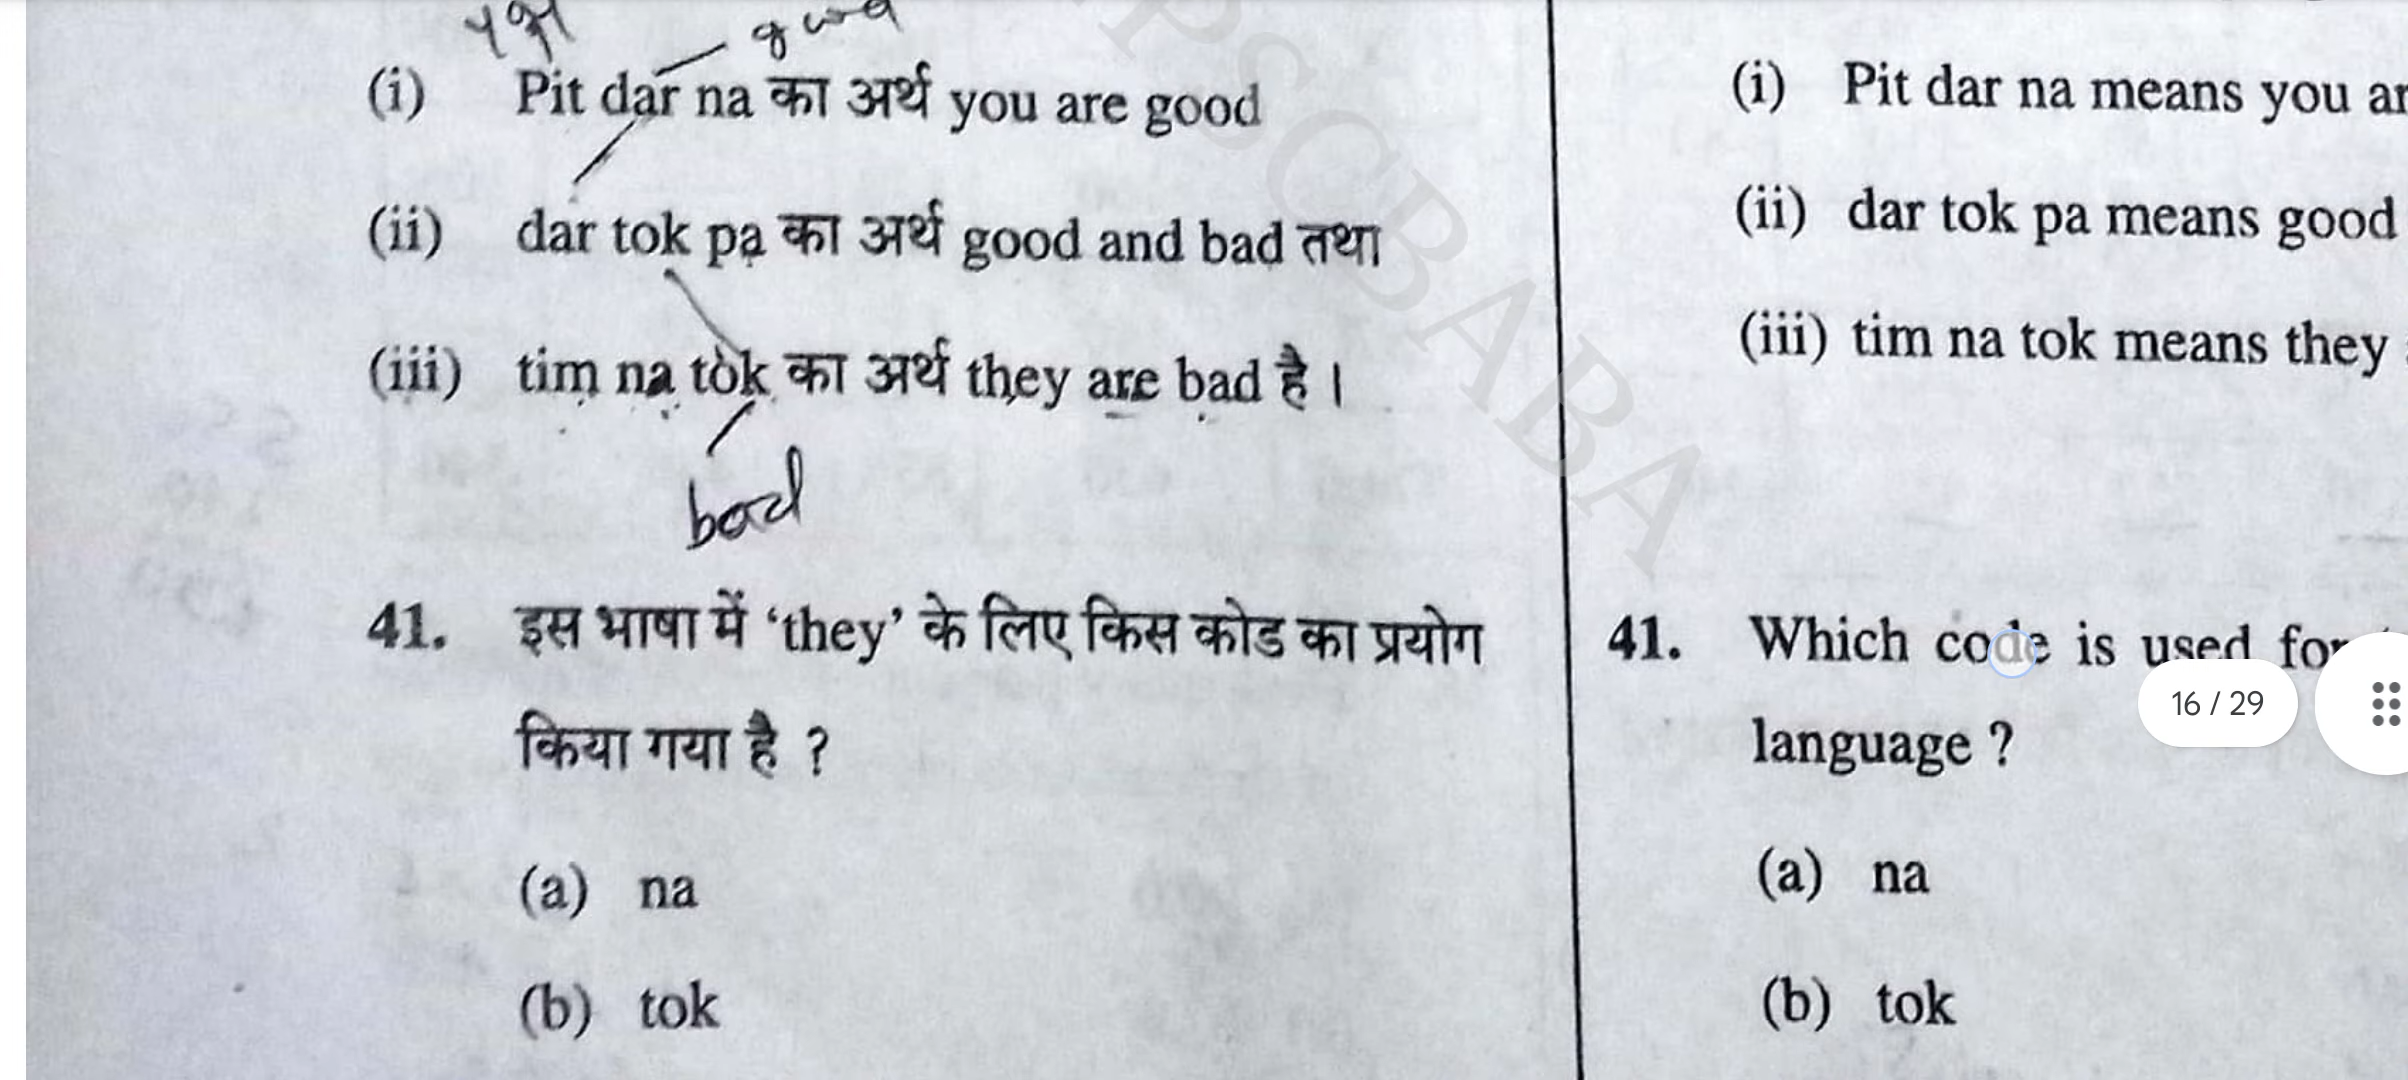 good
(i) Pit dar na का अर्थ you are good
(ii) dar tok pa का अर्थ good and bad तथा
(iii) tim na tok का अर्थ they are bad है ।
bad
41. इस भाषा में ‘they’ के लिए किस कोड का प्रयोग
किया गया है ?
(a) na
(b) tok
(i) Pit dar na means you
(ii) dar tok pa means good
(iii) tim na tok means they
41. Which code is used for
language ?
(a) na
(b) tok
PSCBABA
16 / 29